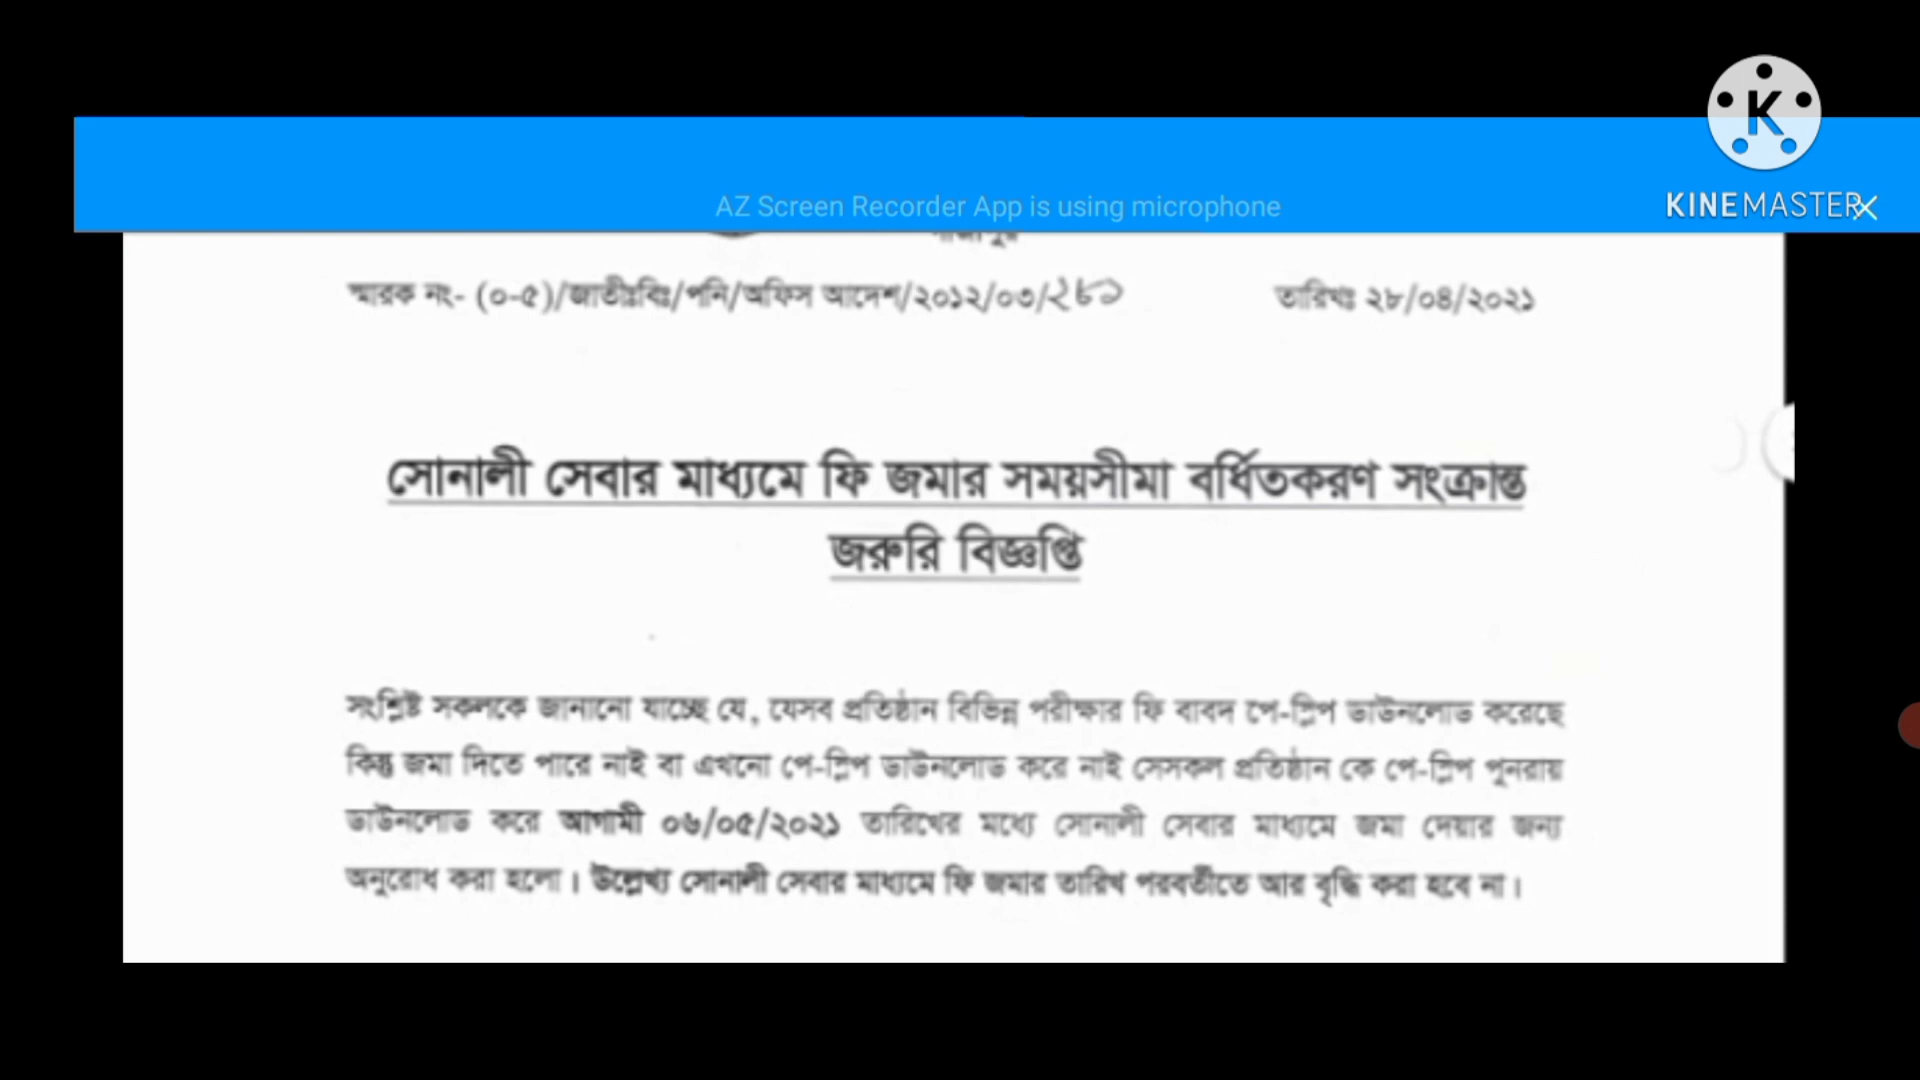 KINEMASTER
AZ Screen Recorder App is using microphone
গাজীপুর
স্মারক নং- (০-৫)/জাতীঃবিঃ/পনি/অফিস আদেশ/২০১২/০৩/২৮১ তারিখঃ ২৮/০৪/২০২১
সোনালী সেবার মাধ্যমে ফি জমার সময়সীমা বর্ধিতকরণ সংক্রান্ত
জরুরি বিজ্ঞপ্তি
সংশ্লিষ্ট সকলকে জানানো যাচ্ছে যে, যেসব প্রতিষ্ঠান বিভিন্ন পরীক্ষার ফি বাবদ পে-স্লিপ ডাউনলোড করেছে
কিন্তু জমা দিতে পারে নাই বা এখনো পে-স্লিপ ডাউনলোড করে নাই সেসকল প্রতিষ্ঠান কে পে-স্লিপ পুনরায়
ডাউনলোড করে আগামী ০৬/০৫/২০২১ তারিখের মধ্যে সোনালী সেবার মাধ্যমে জমা দেয়ার জন্য
অনুরোধ করা হলো। উল্লেখ্য সোনালী সেবার মাধ্যমে ফি জমার তারিখ পরবর্তীতে আর বৃদ্ধি করা হবে না।